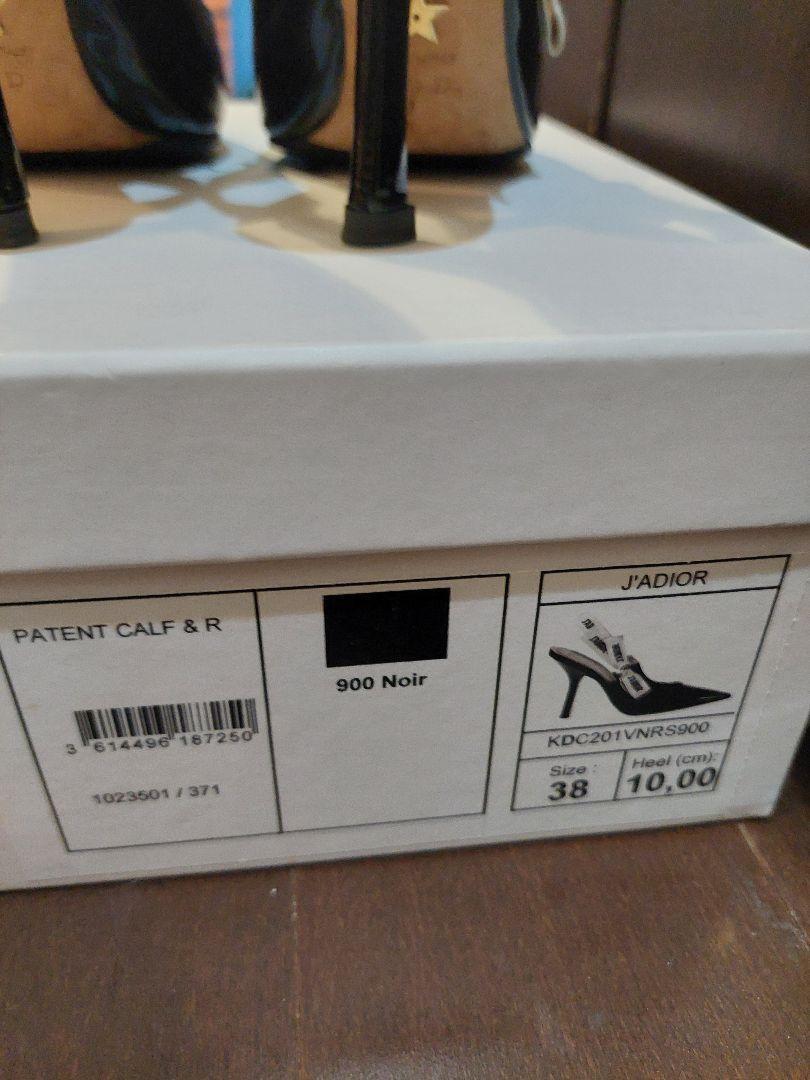 PATENT CALF & R
3 614496 187250
1023501 / 371
900 Noir
J'ADIOR
KDC201VNRS900
Size :
38
Heel (cm):
10,00